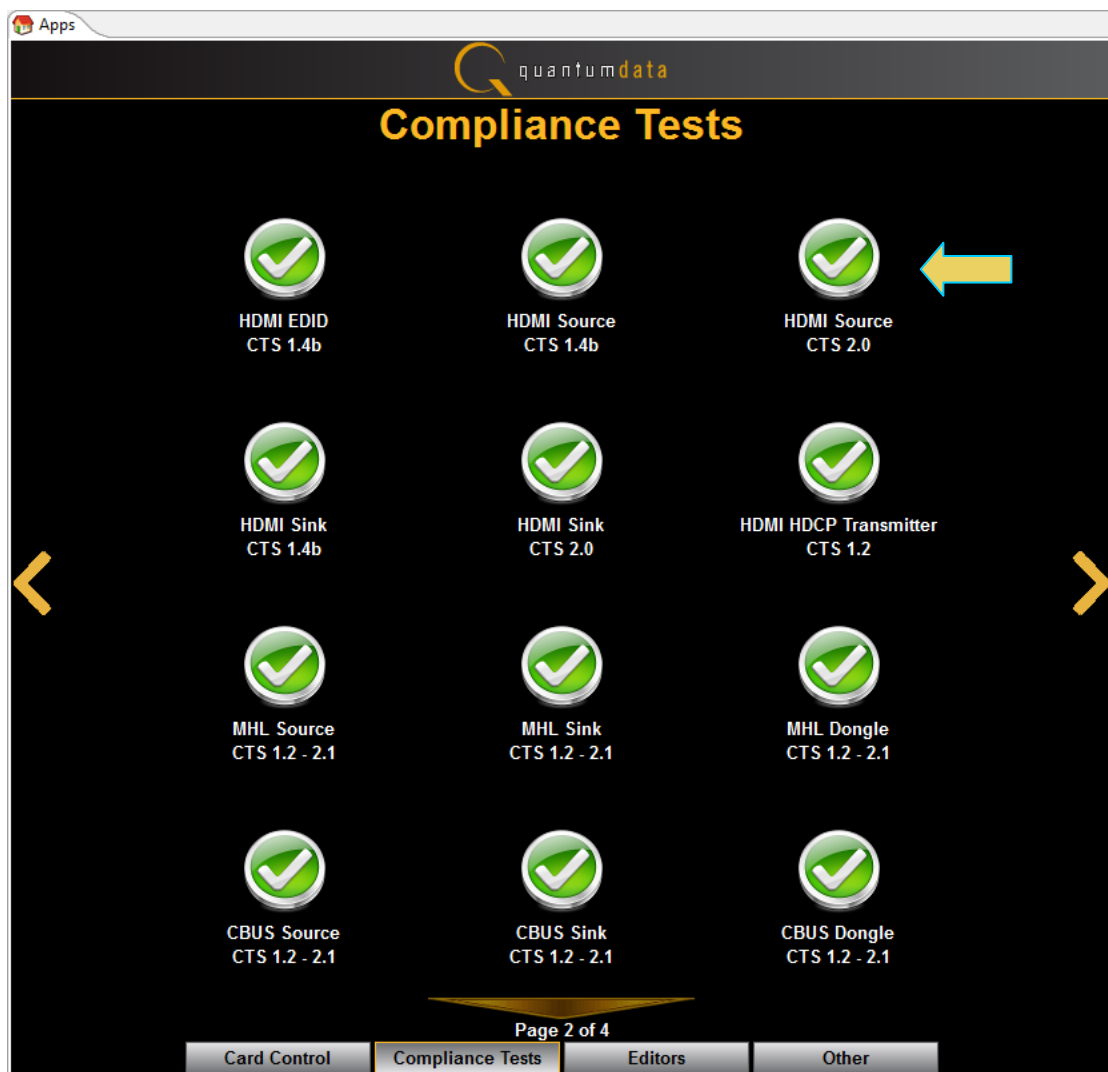 Apps
quantumdata
Compliance Tests
HDMI EDID
CTS 1.4b
HDMI Source
CTS 1.4b
HDMI Source
CTS 2.0
HDMI Sink
CTS 1.4b
HDMI Sink
CTS 2.0
HDMI HDCP Transmitter
CTS 1.2
MHL Source
CTS 1.2 - 2.1
MHL Sink
CTS 1.2 - 2.1
MHL Dongle
CTS 1.2 - 2.1
CBUS Source
CTS 1.2 - 2.1
CBUS Sink
CTS 1.2 - 2.1
CBUS Dongle
CTS 1.2 - 2.1
Page 2 of 4
Card Control
Compliance Tests
Editors
Other